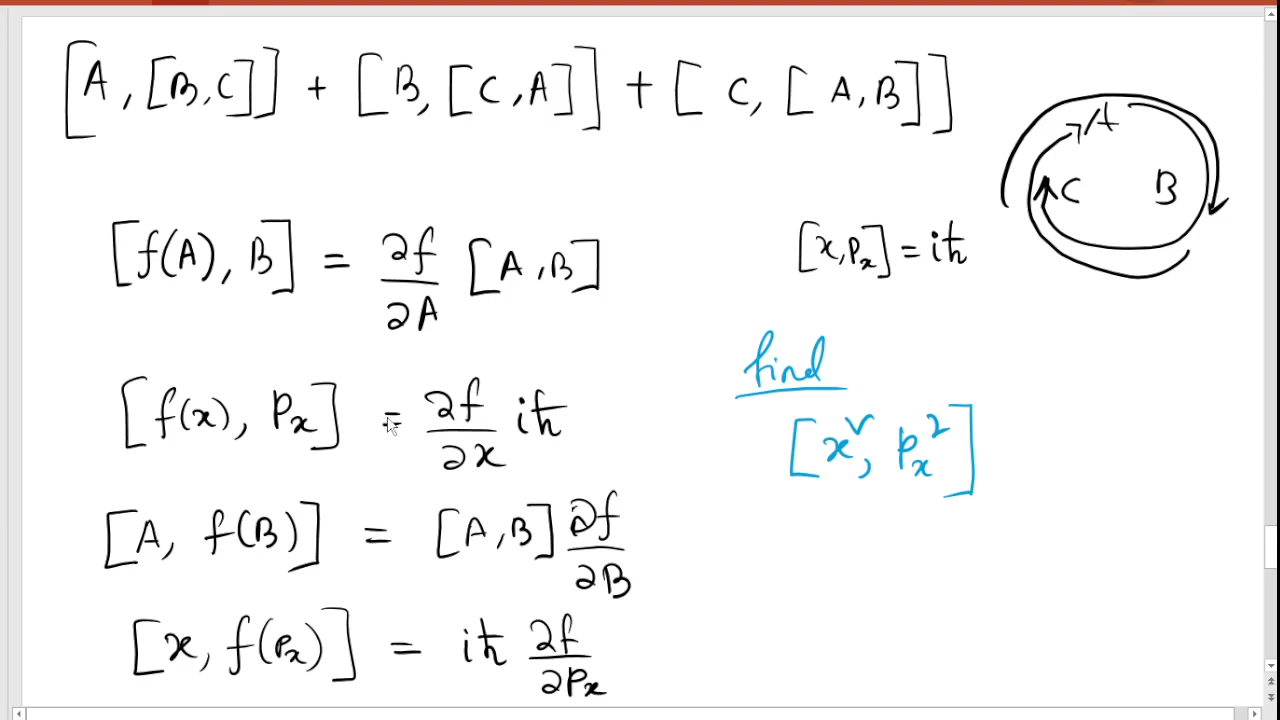 [A, [B,C]] + [B, [C,A]] + [C, [A,B]]
A
C B
[f(A), B] = ∂f/∂A [A,B]
[x,pₓ] = iħ
find
[f(x), pₓ] = ∂f/∂x iħ
[x², pₓ²]
[A, f(B)] = [A,B] ∂f/∂B
[x, f(pₓ)] = iħ ∂f/∂pₓ